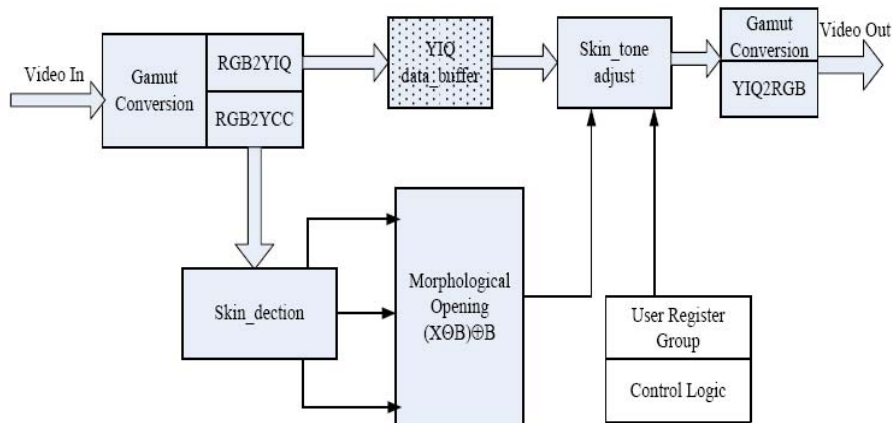 Video In
Gamut
Conversion
RGB2YIQ
RGB2YCC
YIQ
data_buffer
Skin_tone
adjust
Gamut
Conversion
YIQ2RGB
Video Out
Skin_dection
Morphological
Opening
(XΘB)⊕B
User Register
Group
Control Logic